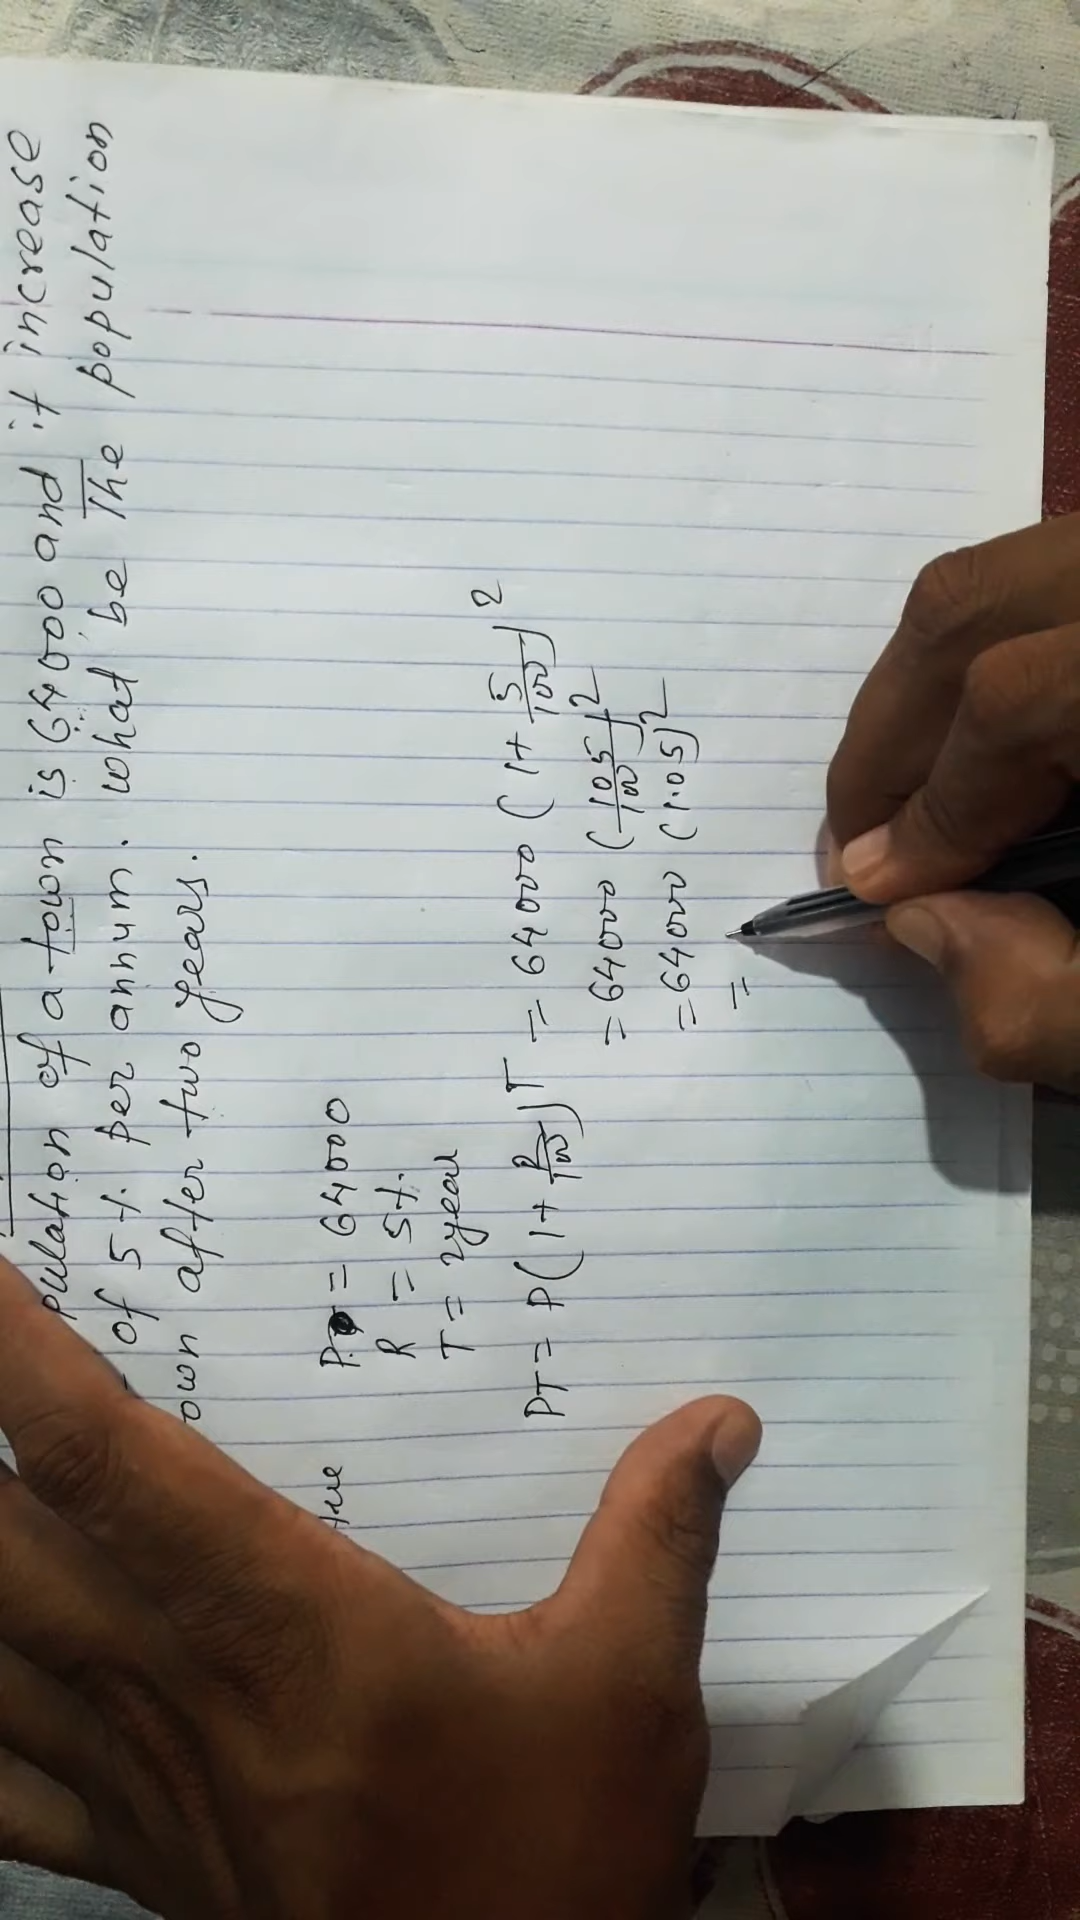 pulation of a town is 64000 and it increase
of 5% per annum. what be The population
own after two years.
P = 64000
R = 5%
T = 2year
PT = P(1+R/100)^T = 64000 (1+5/100)^2
= 64000 (105/100)^2
= 64000 (1.05)^2
=